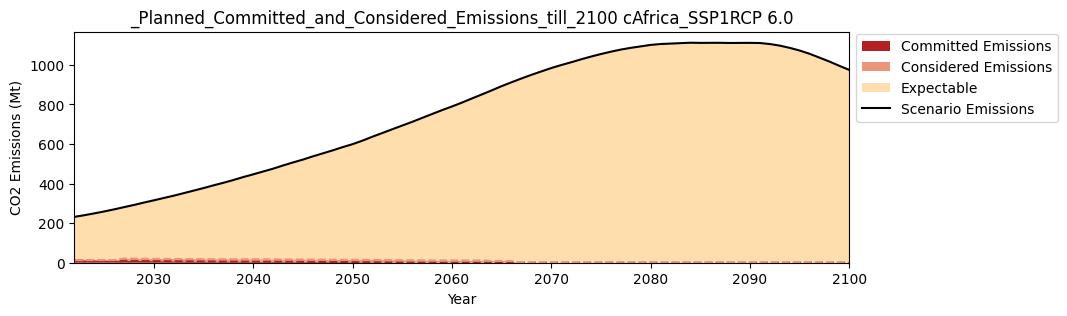 _Planned_Committed_and_Considered_Emissions_till_2100 cAfrica_SSP1RCP 6.0
CO2 Emissions (Mt)
1000
800
600
400
200
0
2030 2040 2050 2060 2070 2080 2090 2100
Year
Committed Emissions
Considered Emissions
Expectable
Scenario Emissions